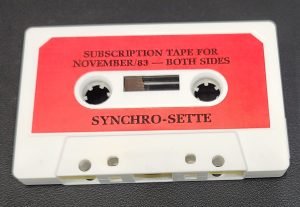 SUBSCRIPTION TAPE FOR
NOVEMBER/83 — BOTH SIDES
SYNCHRO-SETTE